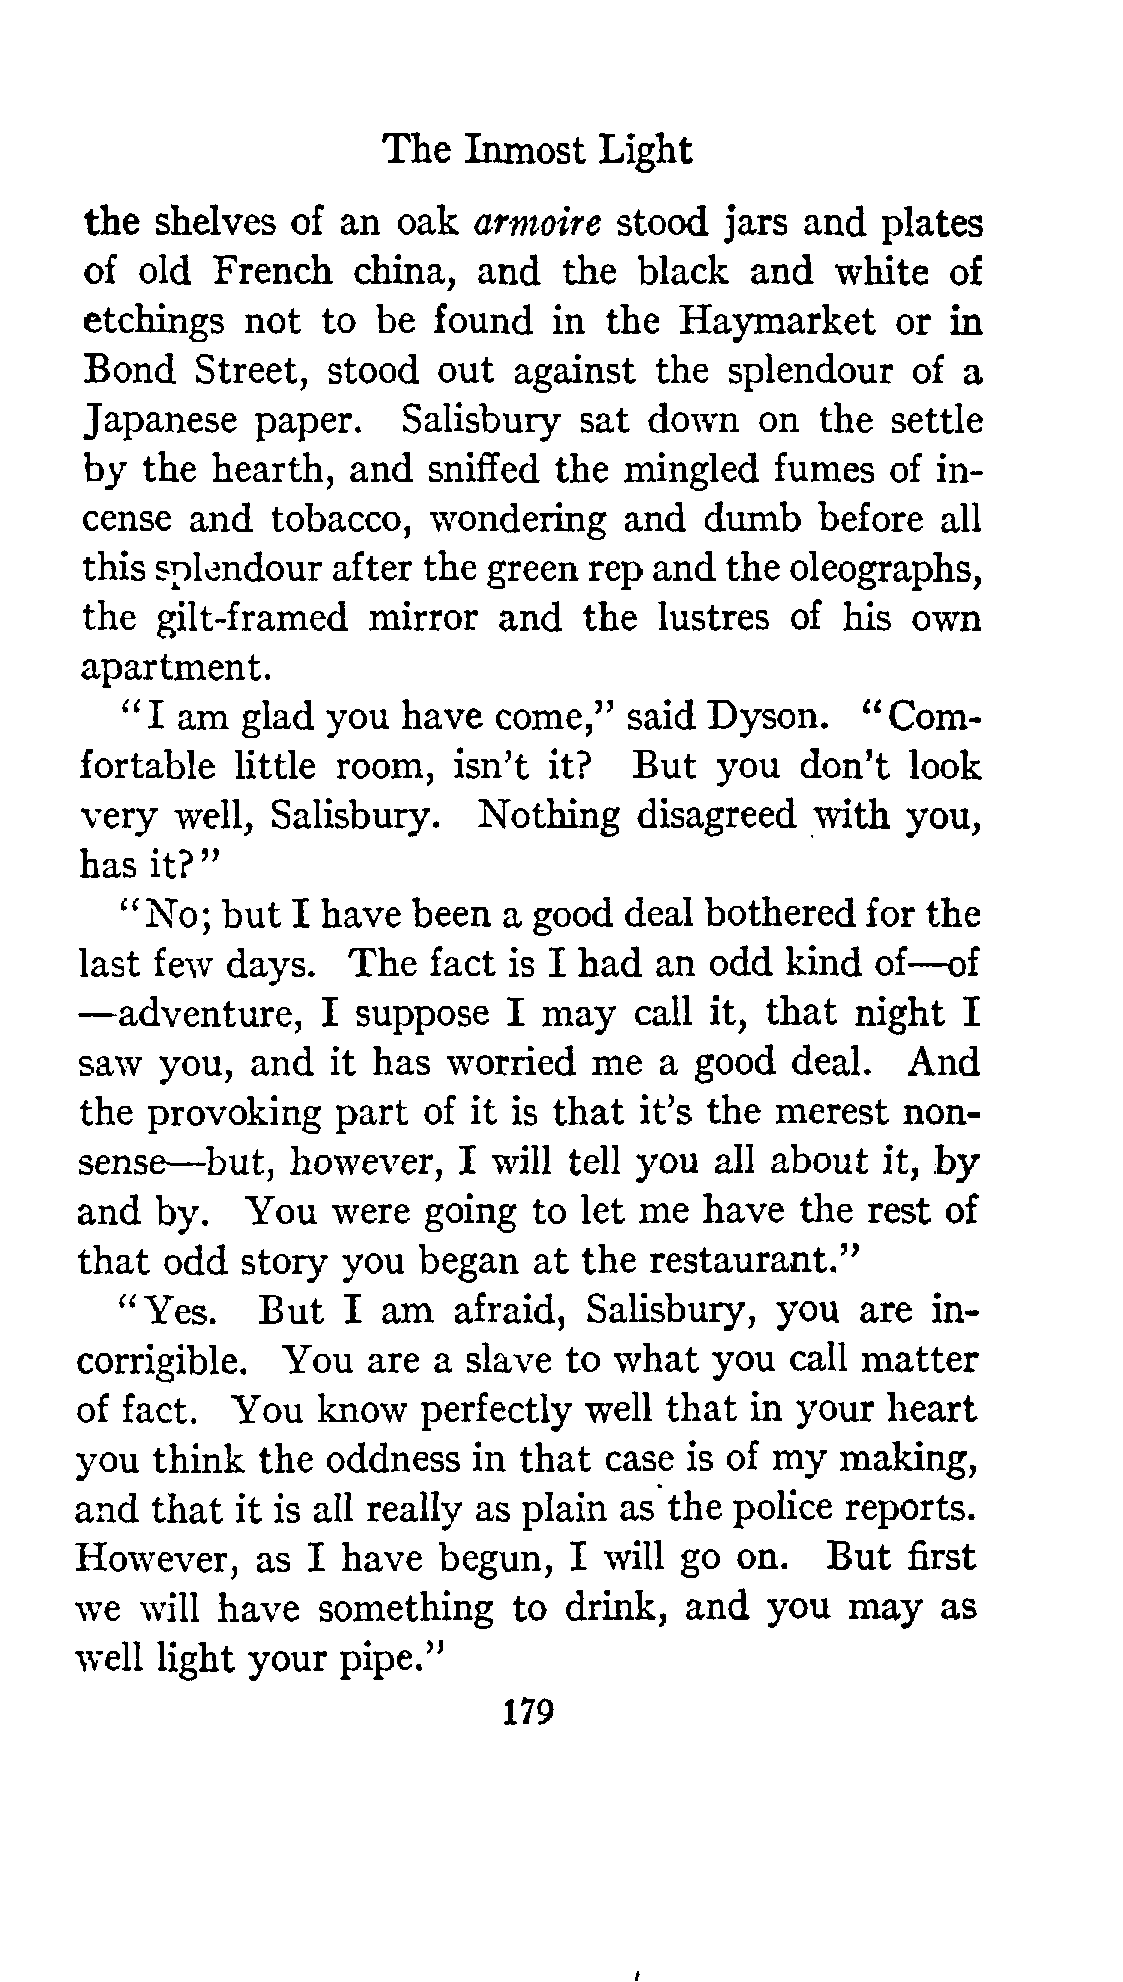 The Inmost Light
the shelves of an oak armoire stood jars and plates
of old French china, and the black and white of
etchings not to be found in the Haymarket or in
Bond Street, stood out against the splendour of a
Japanese paper. Salisbury sat down on the settle
by the hearth, and sniffed the mingled fumes of in-
cense and tobacco, wondering and dumb before all
this splendour after the green rep and the oleographs,
the gilt-framed mirror and the lustres of his own
apartment.
"I am glad you have come," said Dyson. "Com-
fortable little room, isn't it? But you don't look
very well, Salisbury. Nothing disagreed with you,
has it?"
"No; but I have been a good deal bothered for the
last few days. The fact is I had an odd kind of—of
—adventure, I suppose I may call it, that night I
saw you, and it has worried me a good deal. And
the provoking part of it is that it's the merest non-
sense—but, however, I will tell you all about it, by
and by. You were going to let me have the rest of
that odd story you began at the restaurant."
"Yes. But I am afraid, Salisbury, you are in-
corrigible. You are a slave to what you call matter
of fact. You know perfectly well that in your heart
you think the oddness in that case is of my making,
and that it is all really as plain as the police reports.
However, as I have begun, I will go on. But first
we will have something to drink, and you may as
well light your pipe."
179